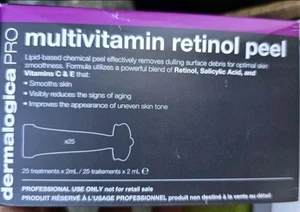 dermalogica PRO
multivitamin retinol peel
Lipid-based chemical peel effectively removes dulling surface debris for optimal skin
smoothness. Formula utilizes a powerful blend of Retinol, Salicylic Acid, and
Vitamins C & E that:
• Smooths skin
• Visibly reduces the signs of aging
• Improves the appearance of uneven skin tone
x25
25 treatments x 2mL / 25 traitements x 2 mL ℮
PROFESSIONAL USE ONLY not for retail sale
PRODUIT RÉSERVÉ À L'USAGE PROFESSIONNEL produit non destiné à la vente au détail